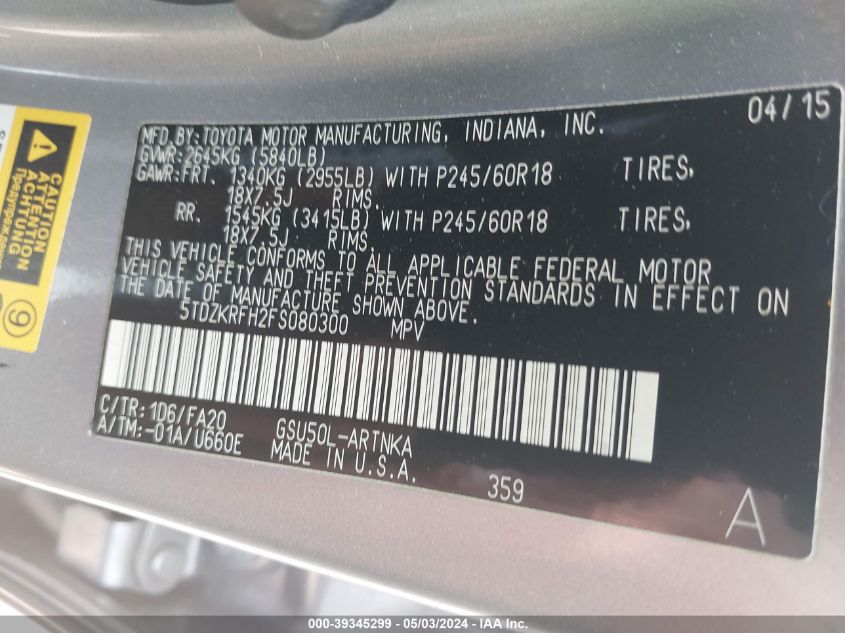 04/15
MFD.BY:TOYOTA MOTOR MANUFACTURING, INDIANA, INC.
GVWR:2645KG (5840LB)
GAWR:FRT. 1340KG (2955LB) WITH P245/60R18 TIRES,
18X7.5J RIMS.
RR. 1545KG (3415LB) WITH P245/60R18 TIRES,
18X7.5J RIMS.
THIS VEHICLE CONFORMS TO ALL APPLICABLE FEDERAL MOTOR
VEHICLE SAFETY AND THEFT PREVENTION STANDARDS IN EFFECT ON
THE DATE OF MANUFACTURE SHOWN ABOVE.
5TDZKRFH2FS080300 MPV
C/TR:1D6/FA20
A/TM:-01A/U660E
GSU50L-ARTNKA
MADE IN U.S.A.
359
A
CAUTION
ATTENTION
ACHTUNG
9
000-39345299 - 05/03/2024 - IAAI.com